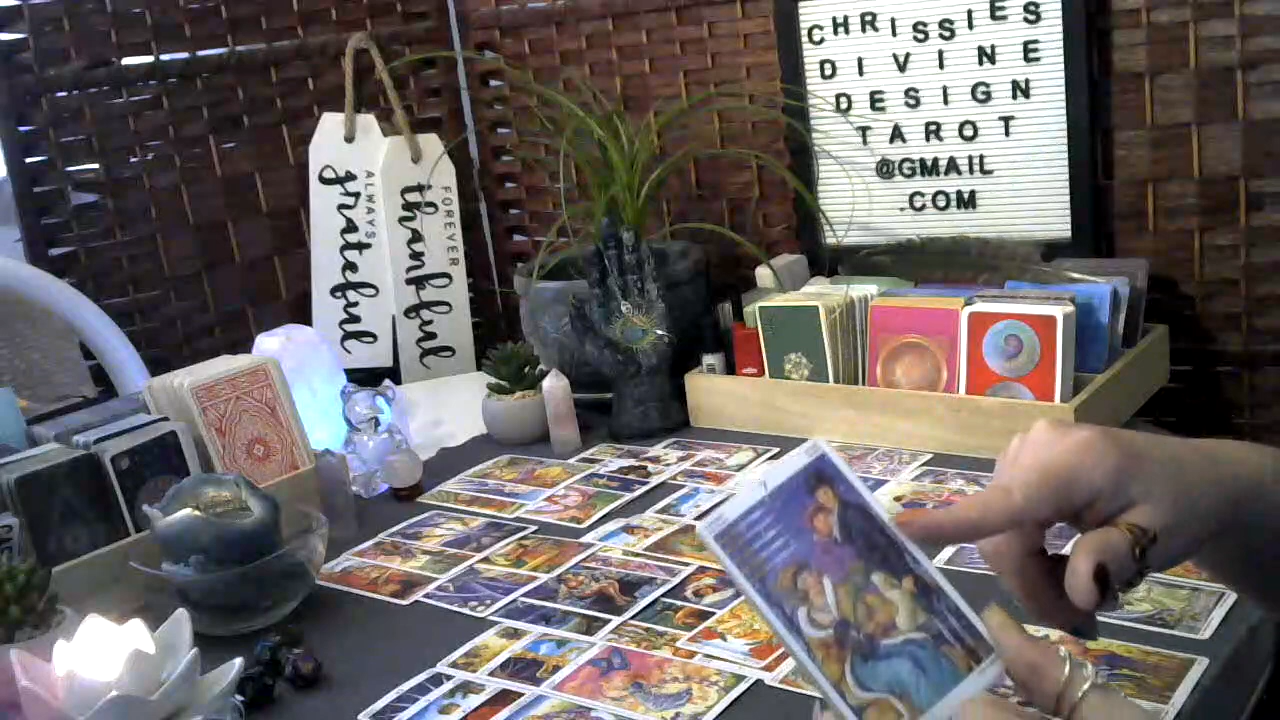 CHRISSIES
DIVINE
DESIGN
TAROT
@GMAIL
.COM
ALWAYS
grateful
FOREVER
thankful